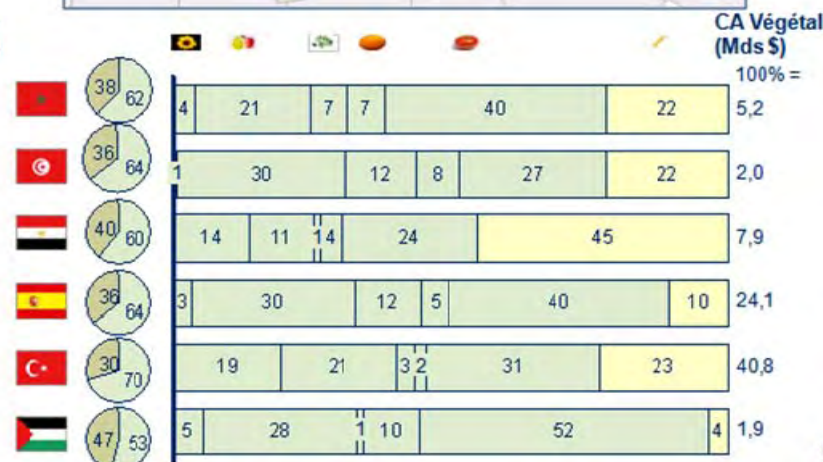 CA Végétal
(Mds $)
100% =
38 62 4 21 7 7 40 22 5,2
36 64 1 30 12 8 27 22 2,0
40 60 14 11 1 4 24 45 7,9
36 64 3 30 12 5 40 10 24,1
30 70 19 21 3 2 31 23 40,8
47 53 5 28 1 10 52 4 1,9